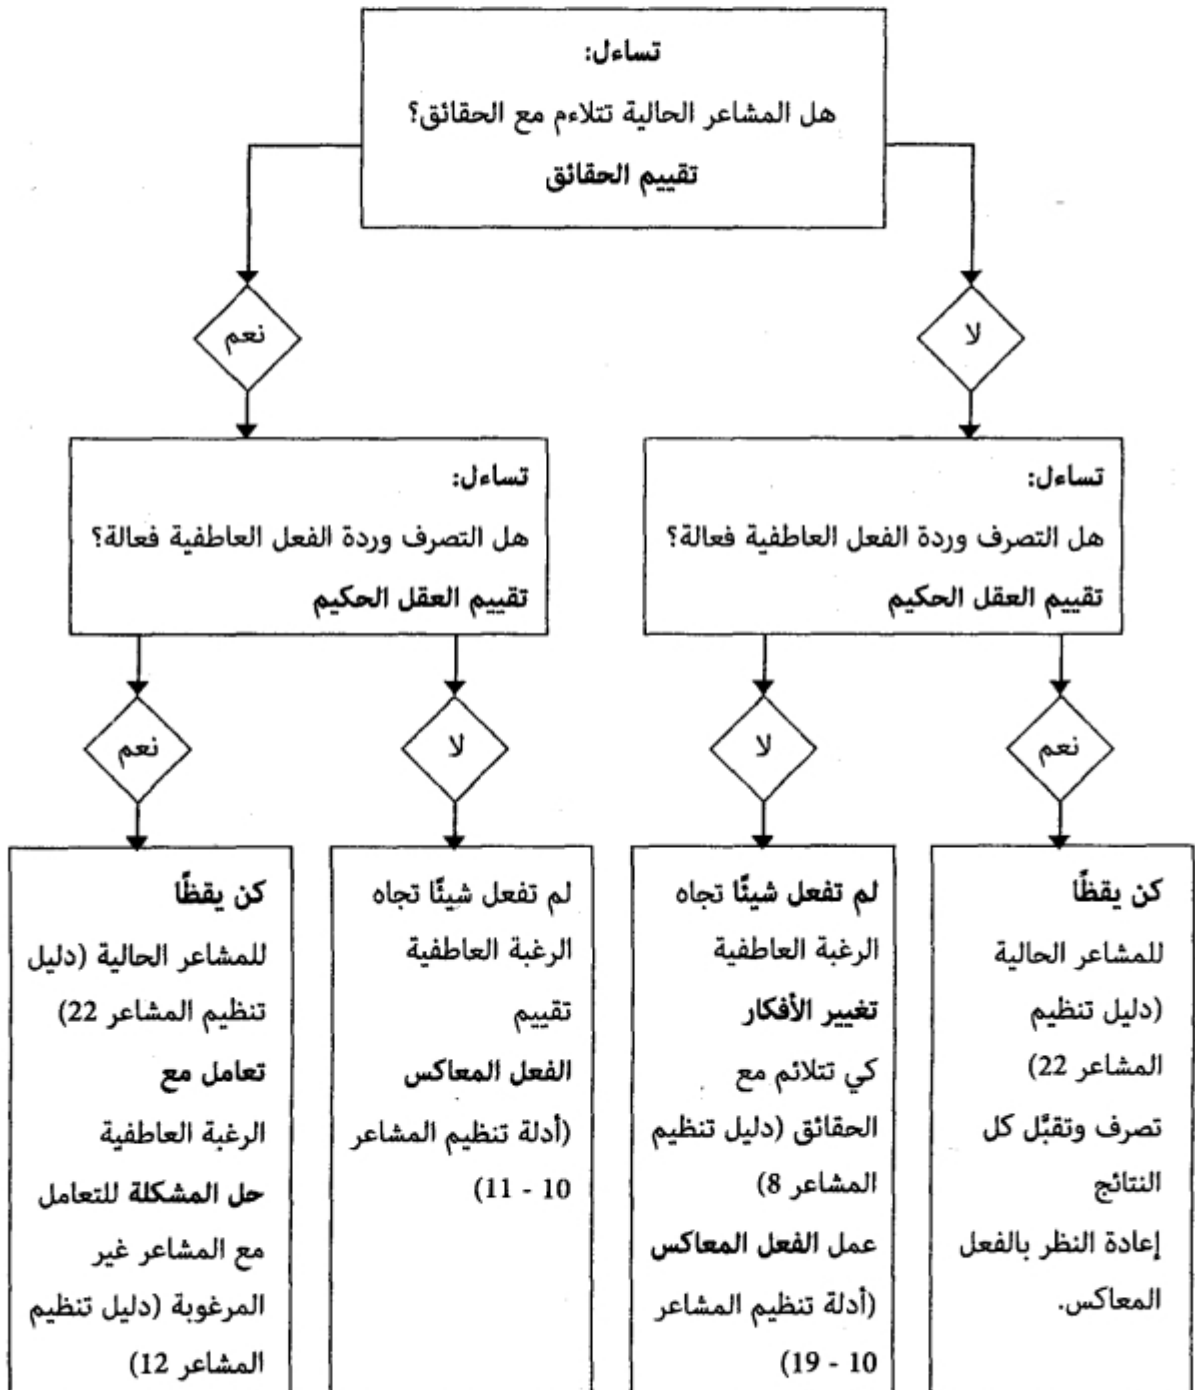 تساءل:
هل المشاعر الحالية تتلاءم مع الحقائق؟
تقييم الحقائق
لا
نعم
تساءل:
هل التصرف وردة الفعل العاطفية فعالة؟
تقييم العقل الحكيم
تساءل:
هل التصرف وردة الفعل العاطفية فعالة؟
تقييم العقل الحكيم
نعم
لا
لا
نعم
كن يقظًا
للمشاعر الحالية
(دليل تنظيم
المشاعر 22)
تصرف وتقبَّل كل
النتائج
إعادة النظر بالفعل
المعاكس.
لم تفعل شيئًا تجاه
الرغبة العاطفية
تغيير الأفكار
كي تتلائم مع
الحقائق (دليل تنظيم
المشاعر 8)
عمل الفعل المعاكس
(أدلة تنظيم المشاعر
10 - 19)
لم تفعل شيئًا تجاه
الرغبة العاطفية
تقييم
الفعل المعاكس
(أدلة تنظيم المشاعر
10 - 11)
كن يقظًا
للمشاعر الحالية (دليل
تنظيم المشاعر 22)
تعامل مع
الرغبة العاطفية
حل المشكلة للتعامل
مع المشاعر غير
المرغوبة (دليل تنظيم
المشاعر 12)